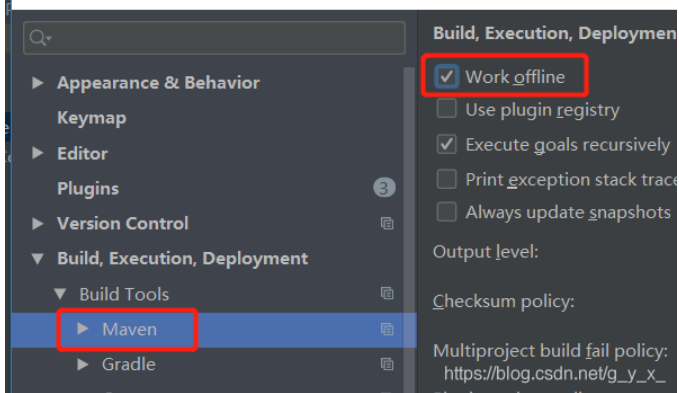 Build, Execution, Deploymen
Work offline
Appearance & Behavior
Use plugin registry
Keymap
Execute goals recursively
Editor
Print exception stack trace
Plugins
3
Always update snapshots
Version Control
Output level:
Build, Execution, Deployment
Build Tools
Checksum policy:
Maven
Multiproject build fail policy:
Gradle
https://blog.csdn.net/g_y_x_